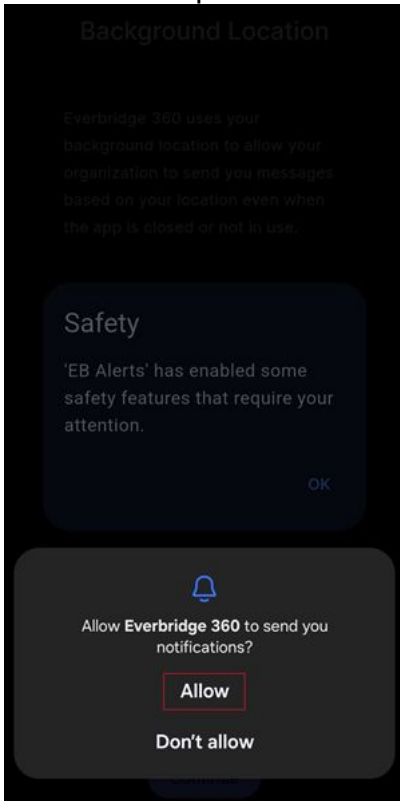 Background Location
Everbridge 360 uses your
background location to allow your
organization to send you messages
based on your location even when
the app is closed or not in use.
Safety
'EB Alerts' has enabled some
safety features that require your
attention.
OK
Allow Everbridge 360 to send you
notifications?
Allow
Don't allow